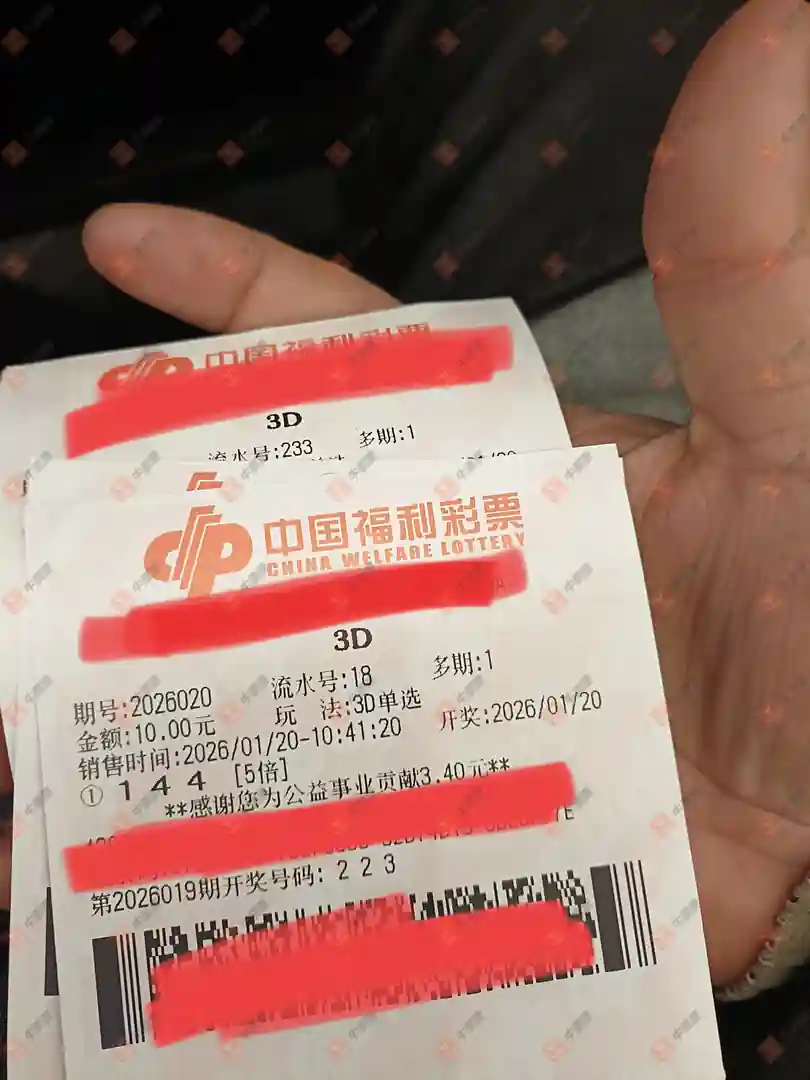 中国福利彩票
3D
流水号:233 多期:1
中国福利彩票
CHINA WELFARE LOTTERY
3D
期号:2026020 流水号:18 多期:1
金额:10.00元 玩 法:3D单选
销售时间:2026/01/20-10:41:20 开奖:2026/01/20
① 1 4 4 [5倍]
**感谢您为公益事业贡献3.40元**
第2026019期开奖号码: 2 2 3